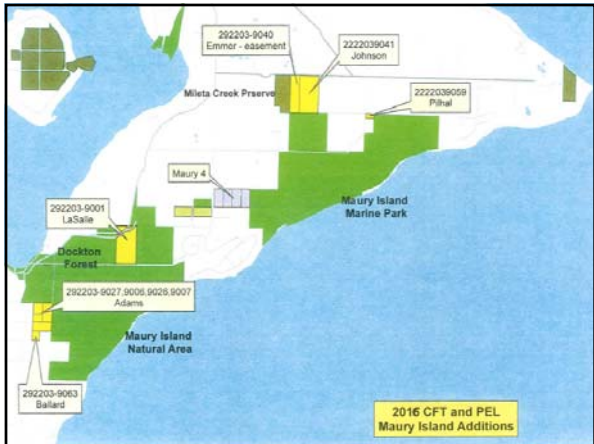 292203-9040
Emmer - easement
2222039041
Johnson
Mileta Creek Prserve
2222039059
Pilhal
Maury 4
Maury Island
Marine Park
292203-9001
LaSalle
Dockton
Forest
292203-9027,9006,9026,9007
Adams
Maury Island
Natural Area
292203-9063
Ballard
2016 CFT and PEL
Maury Island Additions